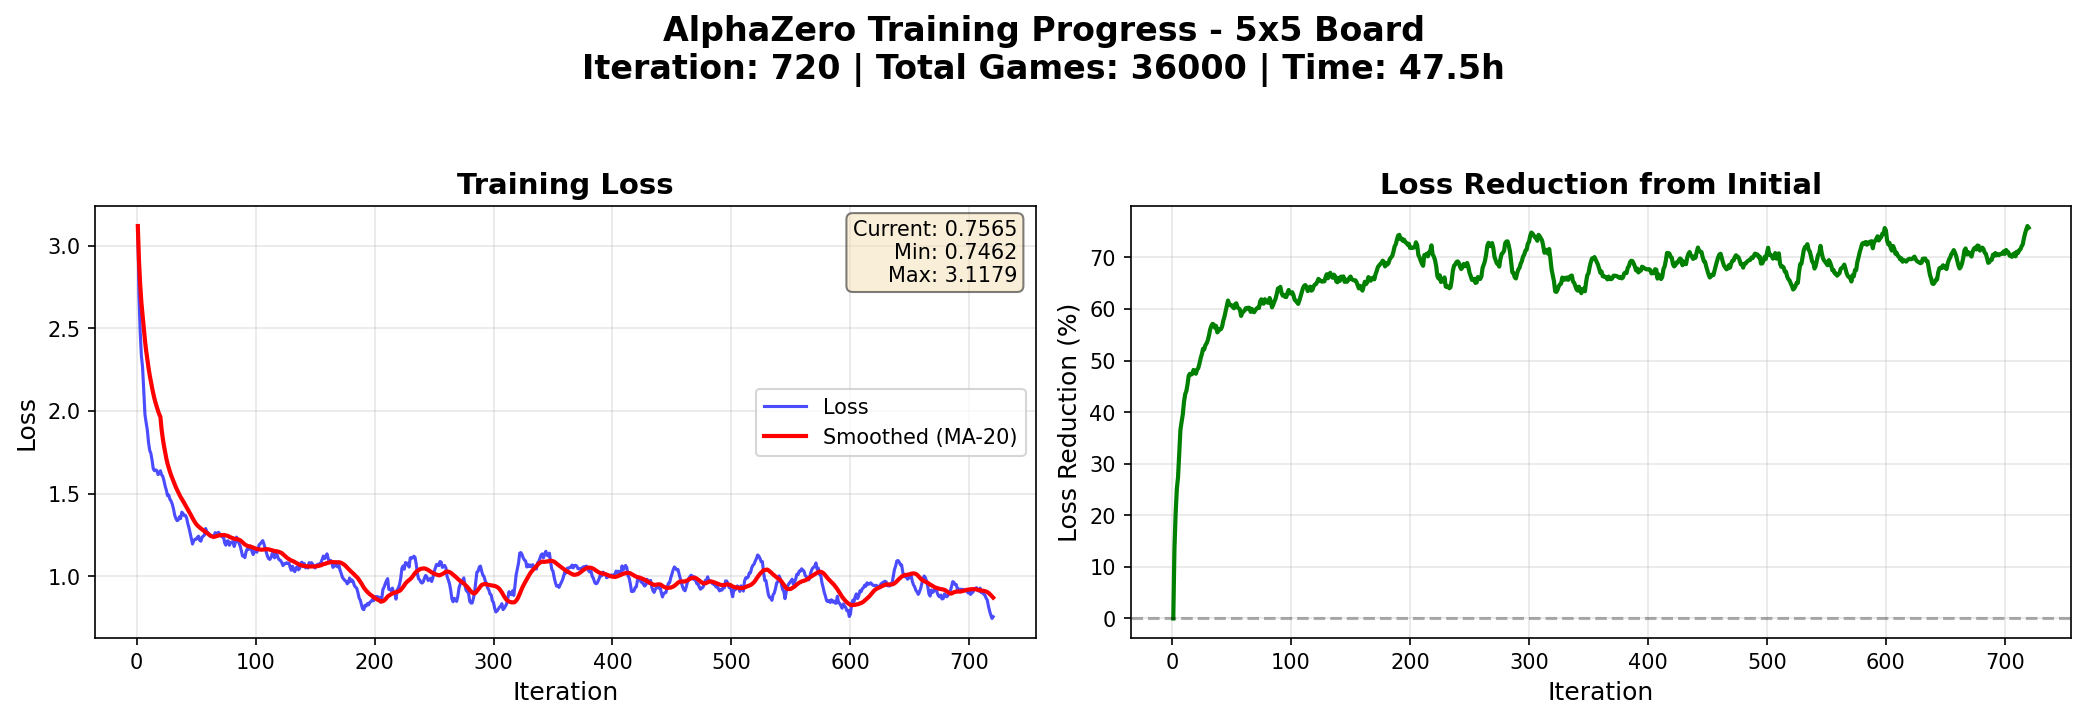 AlphaZero Training Progress - 5x5 Board
Iteration: 720 | Total Games: 36000 | Time: 47.5h
Training Loss
Current: 0.7565
Min: 0.7462
Max: 3.1179
Loss
Smoothed (MA-20)
Loss
3.0
2.5
2.0
1.5
1.0
0 100 200 300 400 500 600 700
Iteration
Loss Reduction from Initial
Loss Reduction (%)
70
60
50
40
30
20
10
0
0 100 200 300 400 500 600 700
Iteration